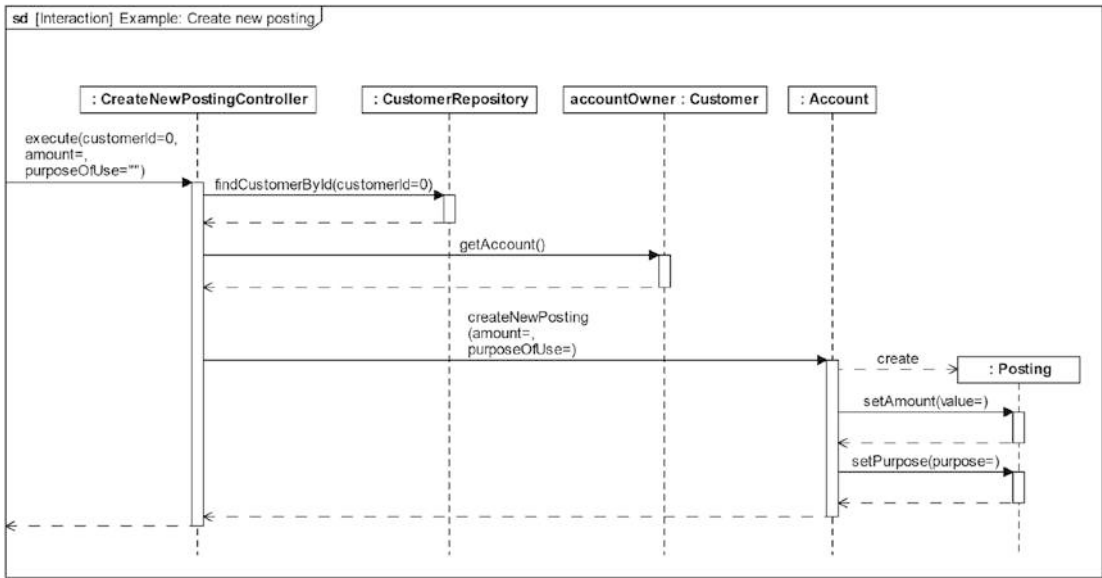 sd [Interaction] Example: Create new posting
: CreateNewPostingController
: CustomerRepository
accountOwner : Customer
: Account
execute(customerId=0,
amount=,
purposeOfUse="")
findCustomerById(customerId=0)
getAccount()
createNewPosting
(amount=,
purposeOfUse=)
create
: Posting
setAmount(value=)
setPurpose(purpose=)